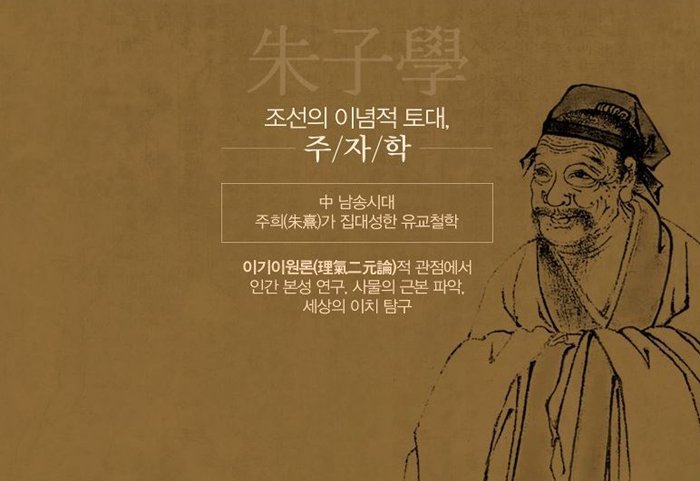 朱子學
조선의 이념적 토대,
주/자/학
中 남송시대
주희(朱熹)가 집대성한 유교철학
이기이원론(理氣二元論)적 관점에서
인간 본성 연구, 사물의 근본 파악,
세상의 이치 탐구